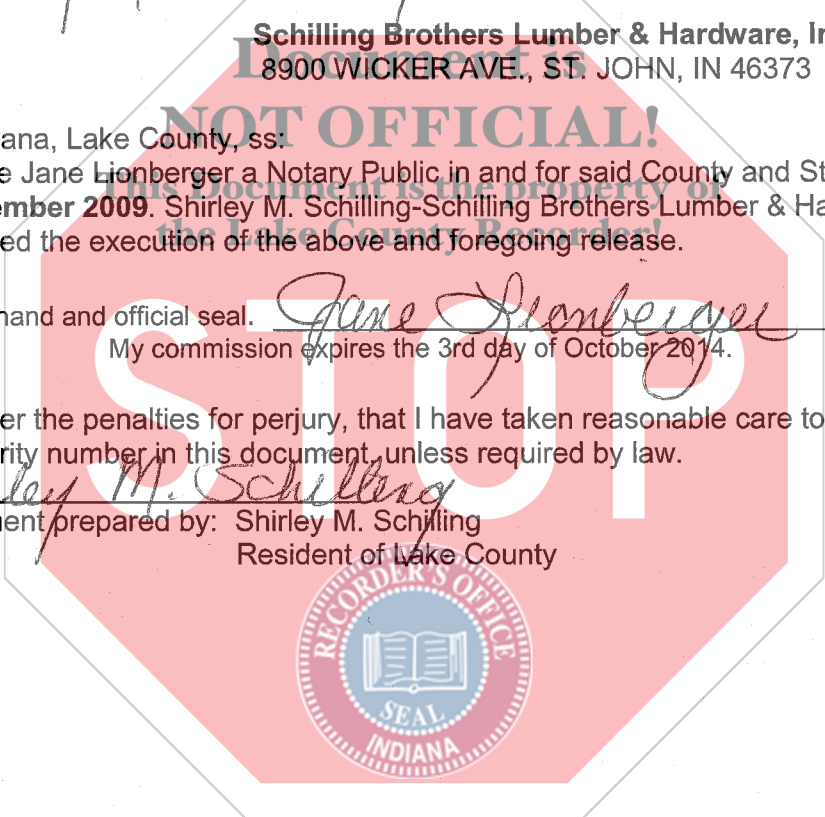 Schilling Brothers Lumber & Hardware, In
Document is
8900 WICKER AVE., ST. JOHN, IN 46373
NOT OFFICIAL!
ana, Lake County, ss:
e Jane Lionberger a Notary Public in and for said County and St
This Document is the property of
ember 2009. Shirley M. Schilling-Schilling Brothers Lumber & Ha
the Lake County Recorder!
ed the execution of the above and foregoing release.
STOP
hand and official seal. Jane Lionberger
My commission expires the 3rd day of October 2014.
er the penalties for perjury, that I have taken reasonable care to
rity number in this document, unless required by law.
ley M. Schilling
ent prepared by: Shirley M. Schilling
Resident of Lake County
RECORDER'S OFFICE
SEAL
INDIANA